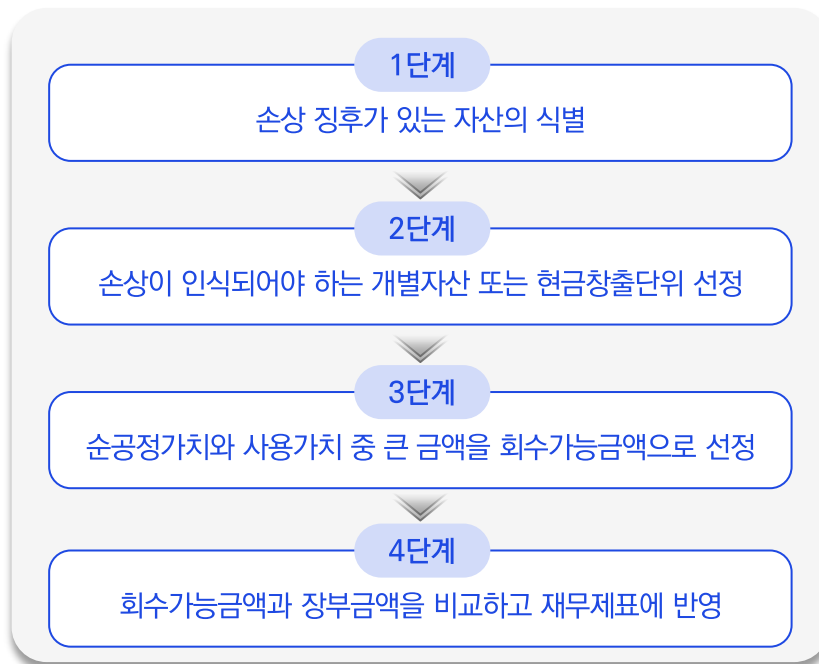 1단계
손상 징후가 있는 자산의 식별
2단계
손상이 인식되어야 하는 개별자산 또는 현금창출단위 선정
3단계
순공정가치와 사용가치 중 큰 금액을 회수가능금액으로 선정
4단계
회수가능금액과 장부금액을 비교하고 재무제표에 반영